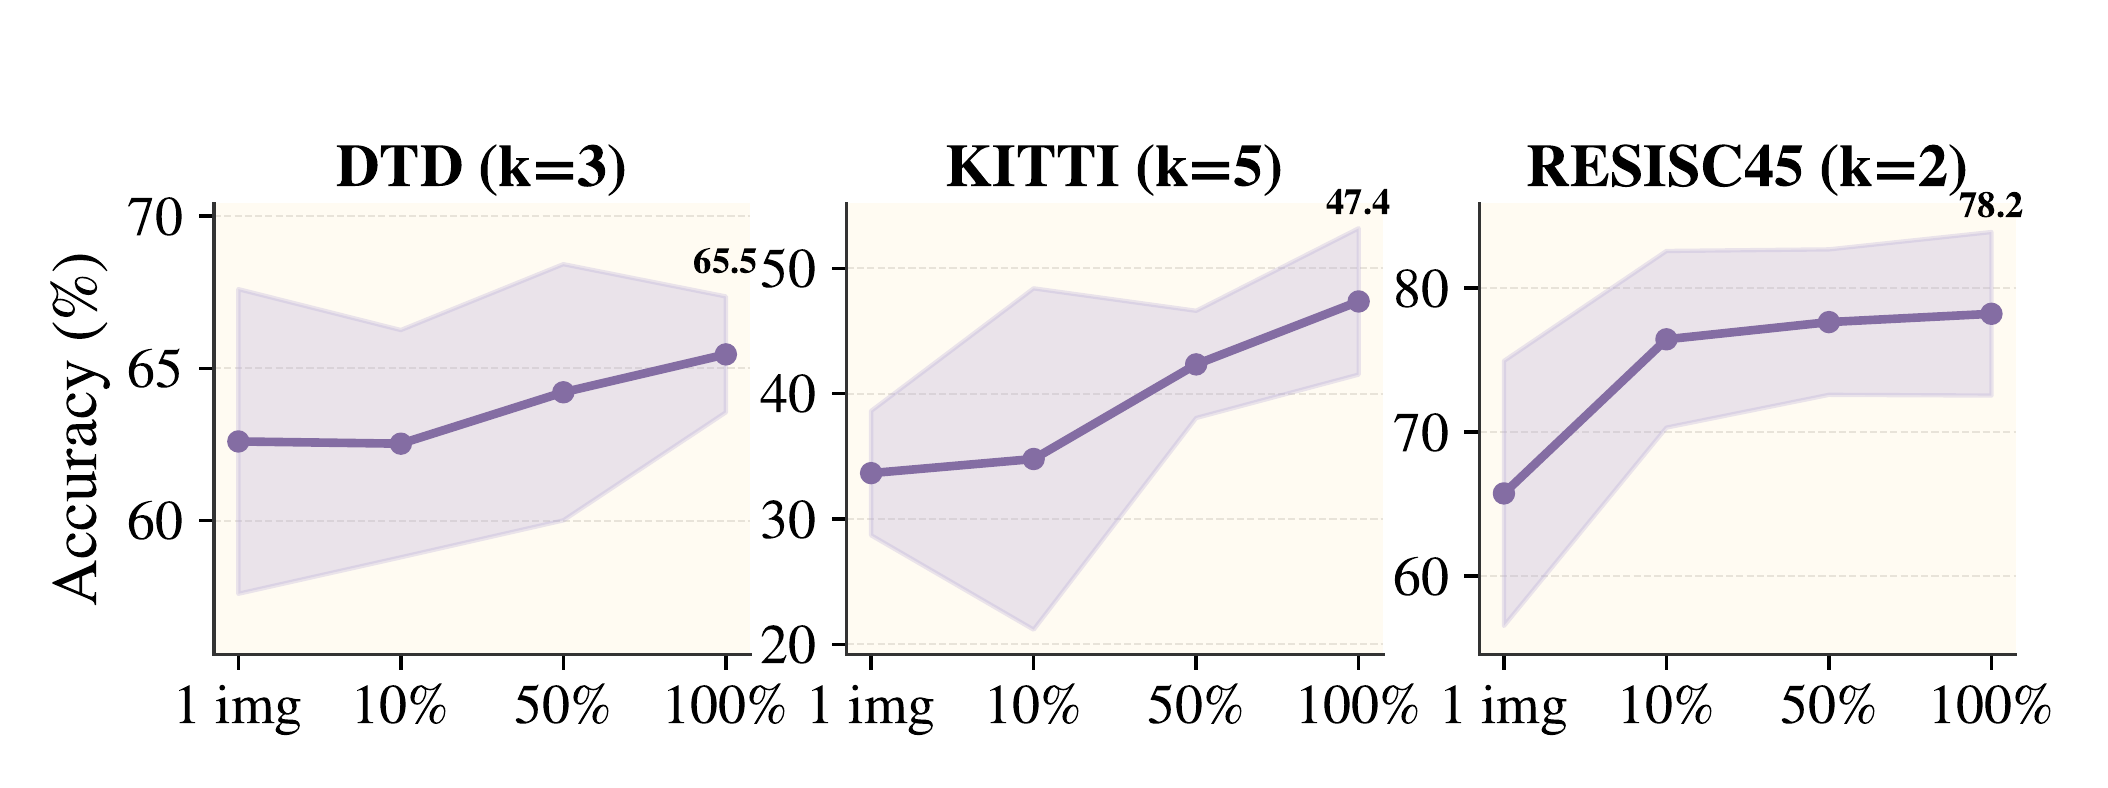 DTD (k=3)
Accuracy (%)
70
65
60
65.5
1 img 10% 50% 100%
KITTI (k=5)
50
40
30
20
47.4
1 img 10% 50% 100%
RESISC45 (k=2)
80
70
60
78.2
1 img 10% 50% 100%